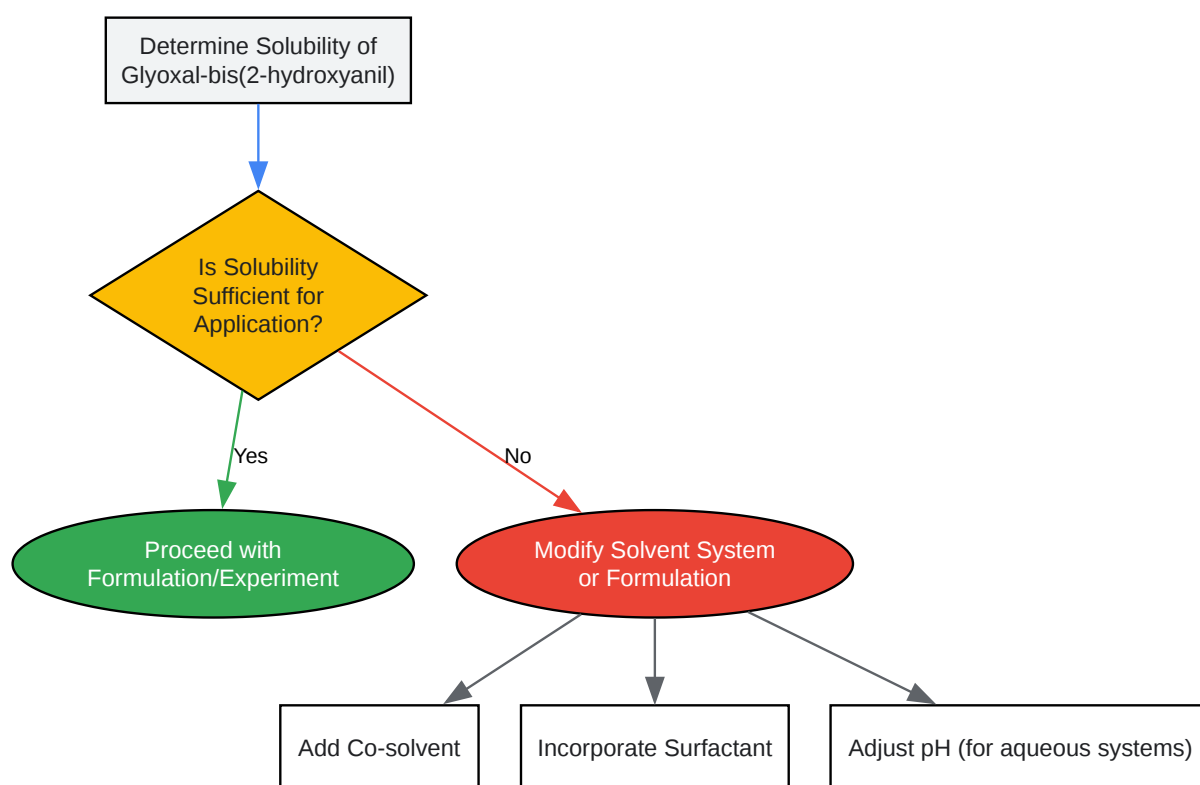 Determine Solubility of
Glyoxal-bis(2-hydroxyanil)
Is Solubility
Sufficient for
Application?
Yes
No
Proceed with
Formulation/Experiment
Modify Solvent System
or Formulation
Add Co-solvent
Incorporate Surfactant
Adjust pH (for aqueous systems)